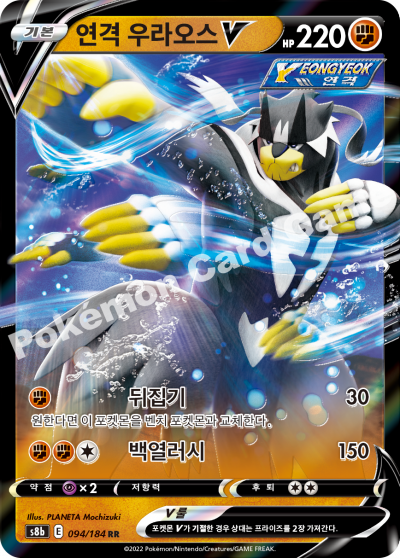 기본 연격 우라오스 V HP 220
YEONGYEOK
연격
Pokémon Card Game
뒤집기 30
원한다면 이 포켓몬을 벤치 포켓몬과 교체한다.
백열러시 150
약점 ×2 저항력 후퇴
Illus. PLANETA Mochizuki
V룰
포켓몬 V가 기절한 경우 상대는 프라이즈를 2장 가져간다.
s8b E 094/184 RR
©2022 Pokémon/Nintendo/Creatures/GAME FREAK.